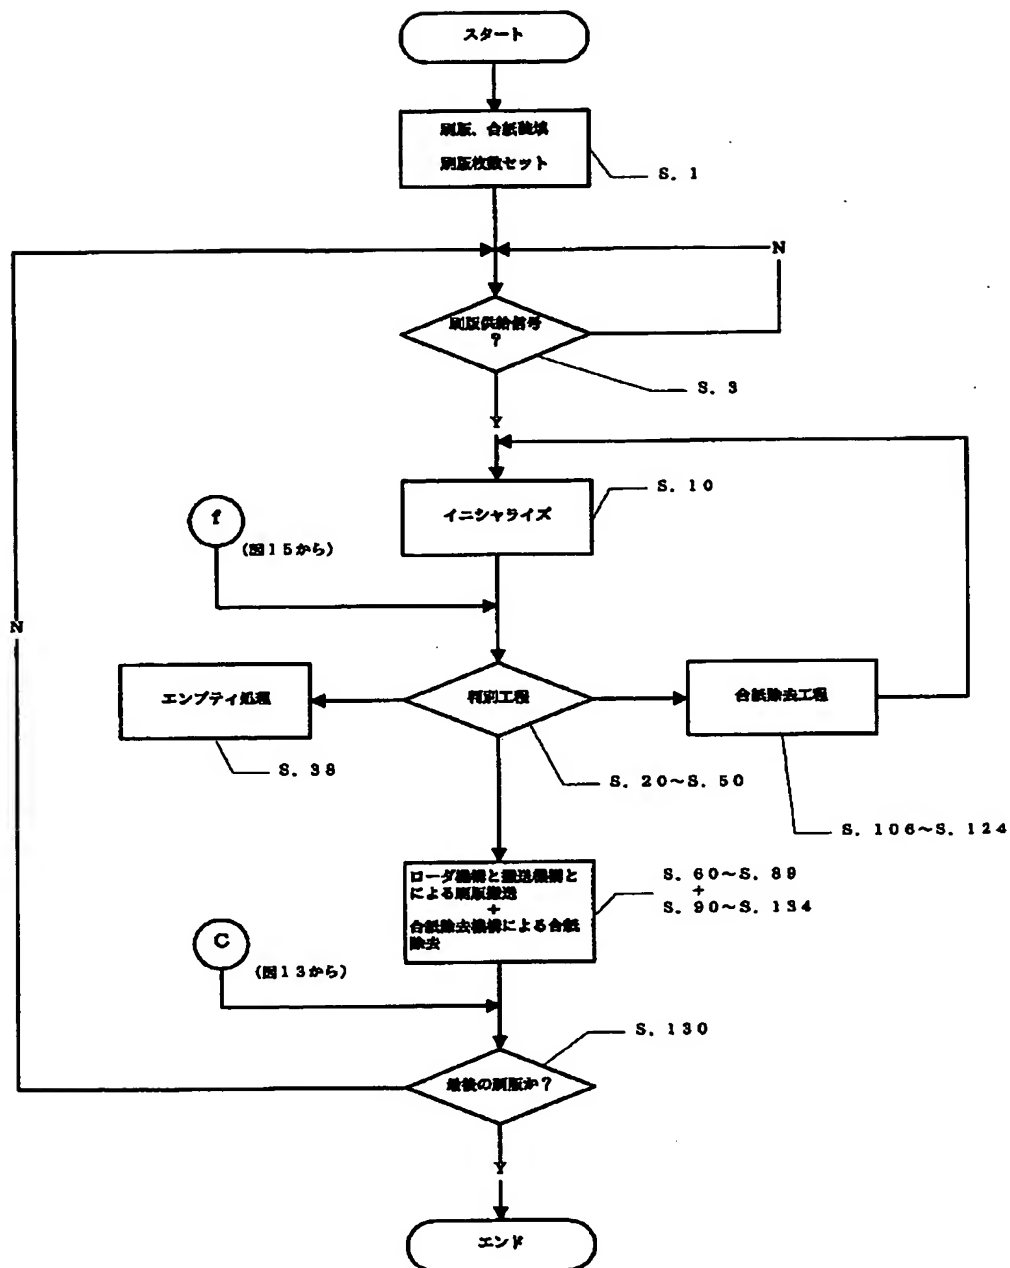 スタート
刷版、合紙装填
刷版枚数セット
S. 1
N
刷版供給信号
?
S. 3
Y
S. 10
イニシャライズ
f
(図15から)
N
エンプティ処理
判別工程
合紙除去工程
S. 38
S. 20~S. 50
S. 106~S. 124
ローダ機構と搬送機構と
による刷版搬送
+
合紙除去機構による合紙
除去
S. 60~S. 89
+
S. 90~S. 134
C
(図13から)
S. 130
最後の刷版か?
Y
エンド